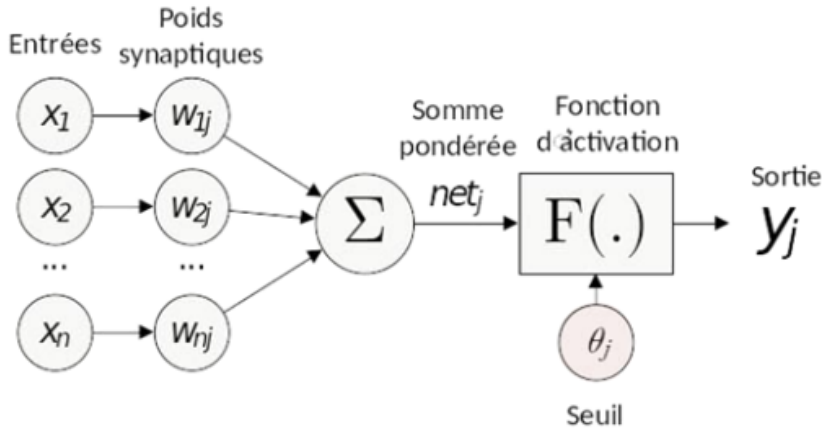 Entrées
Poids
synaptiques
x1
w1j
x2
w2j
...
...
xn
wnj
Σ
Somme
pondérée
netj
Fonction
d'activation
F(.)
θj
Seuil
Sortie
yj